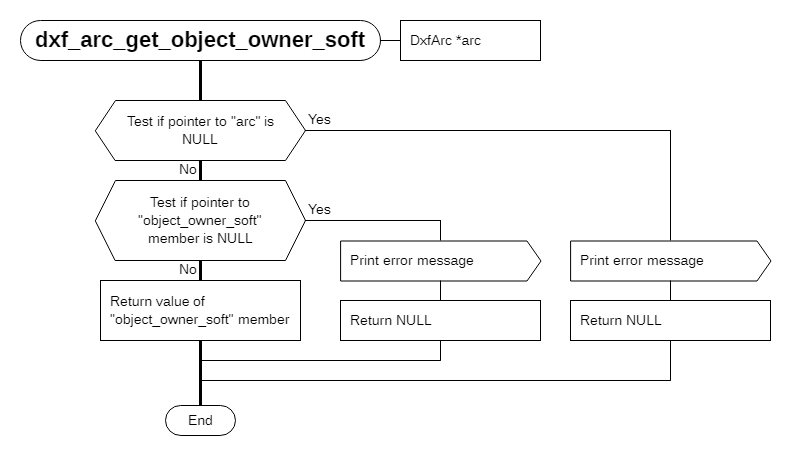 dxf_arc_get_object_owner_soft
DxfArc *arc
Test if pointer to "arc" is
NULL
Yes
No
Test if pointer to
"object_owner_soft"
member is NULL
Yes
No
Print error message
Print error message
Return value of
"object_owner_soft" member
Return NULL
Return NULL
End